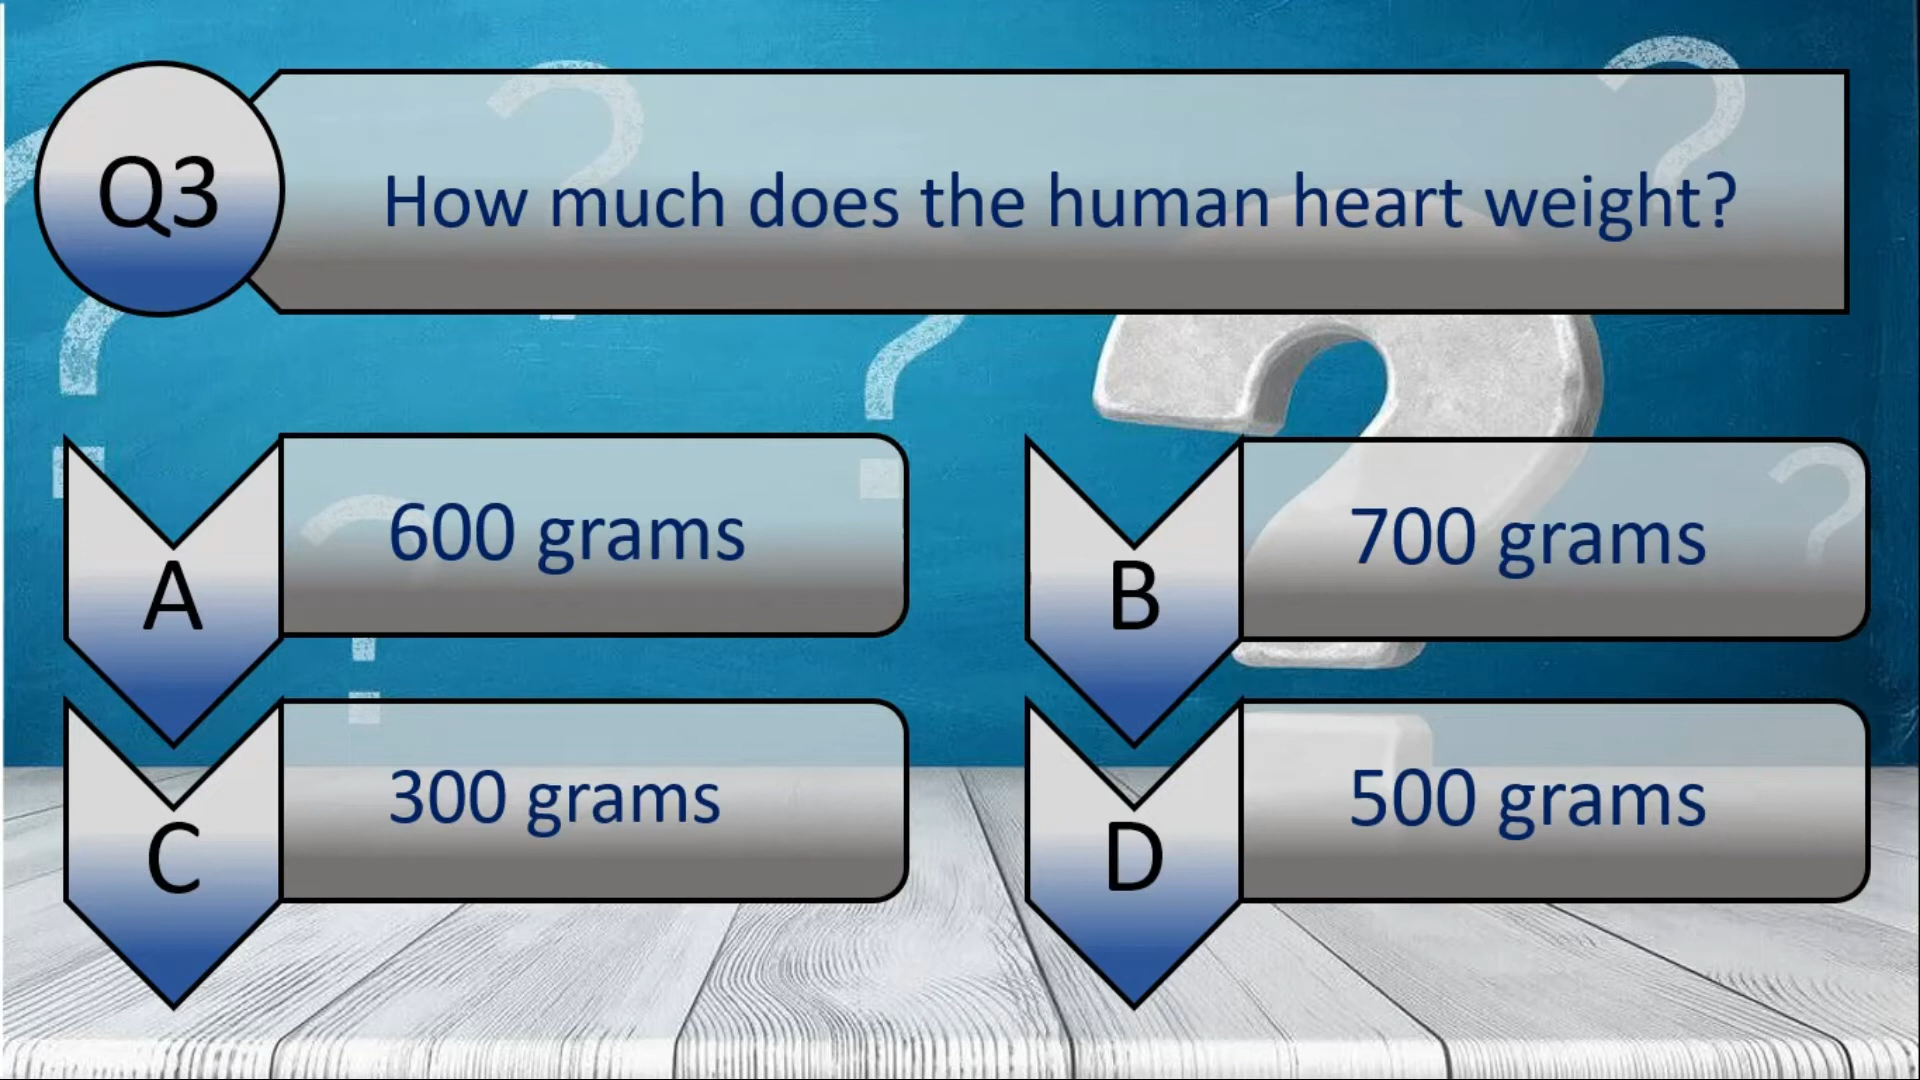 Q3
How much does the human heart weight?
A
600 grams
B
700 grams
C
300 grams
D
500 grams